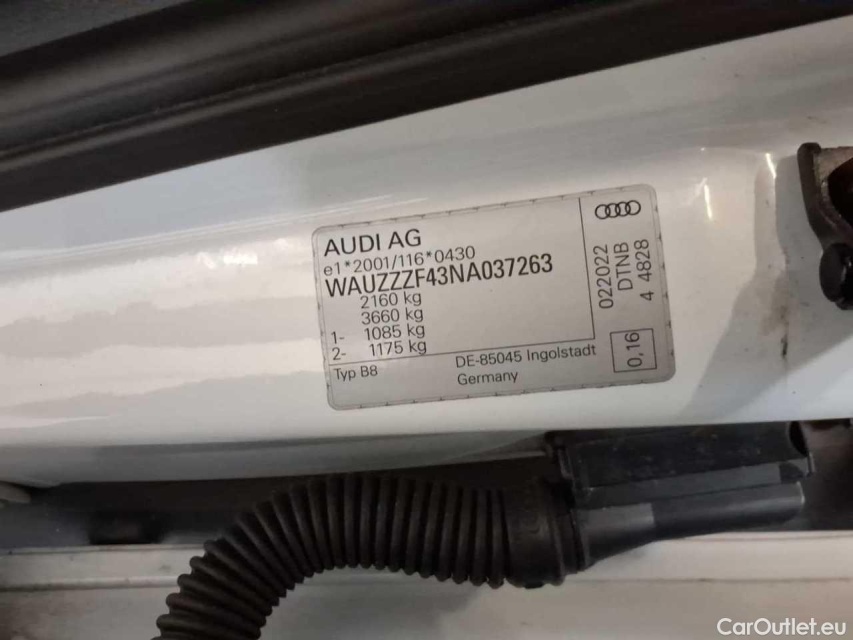 AUDI AG
e1*2001/116*0430
WAUZZZF43NA037263
2160 kg
3660 kg
1- 1085 kg
2- 1175 kg
Typ B8
DE-85045 Ingolstadt
Germany
022022
DTNB
4 4828
0,16
CarOutlet.eu